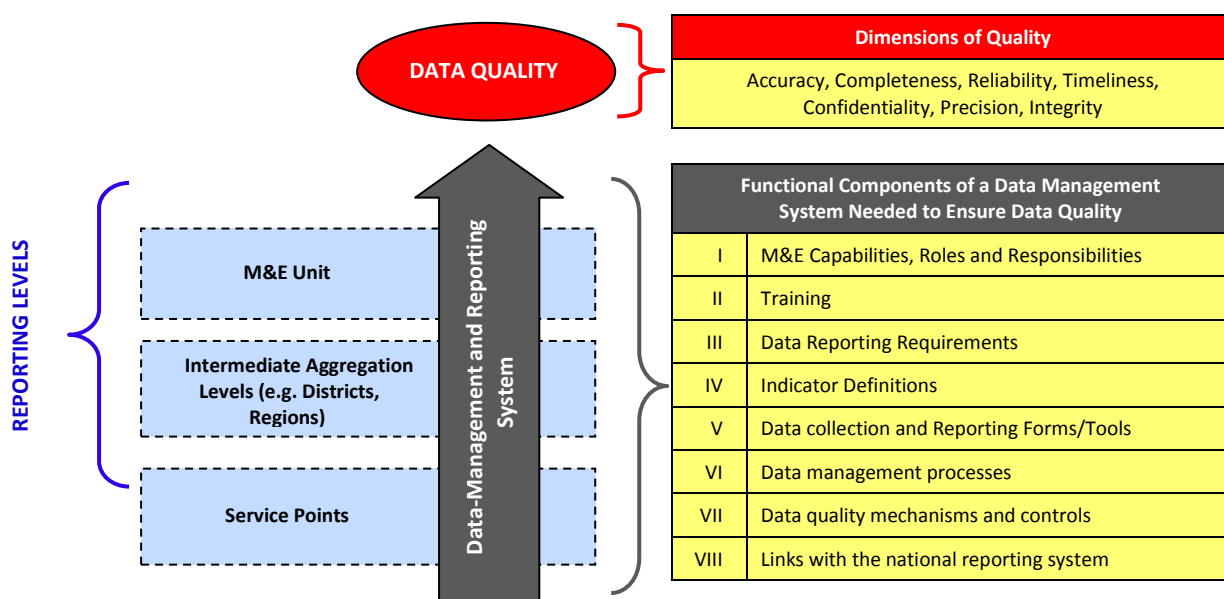 DATA QUALITY
Dimensions of Quality
Accuracy, Completeness, Reliability, Timeliness,
Confidentiality, Precision, Integrity
REPORTING LEVELS
M&E Unit
Intermediate Aggregation
Levels (e.g. Districts,
Regions)
Service Points
Data-Management and Reporting
System
Functional Components of a Data Management
System Needed to Ensure Data Quality
I M&E Capabilities, Roles and Responsibilities
II Training
III Data Reporting Requirements
IV Indicator Definitions
V Data collection and Reporting Forms/Tools
VI Data management processes
VII Data quality mechanisms and controls
VIII Links with the national reporting system